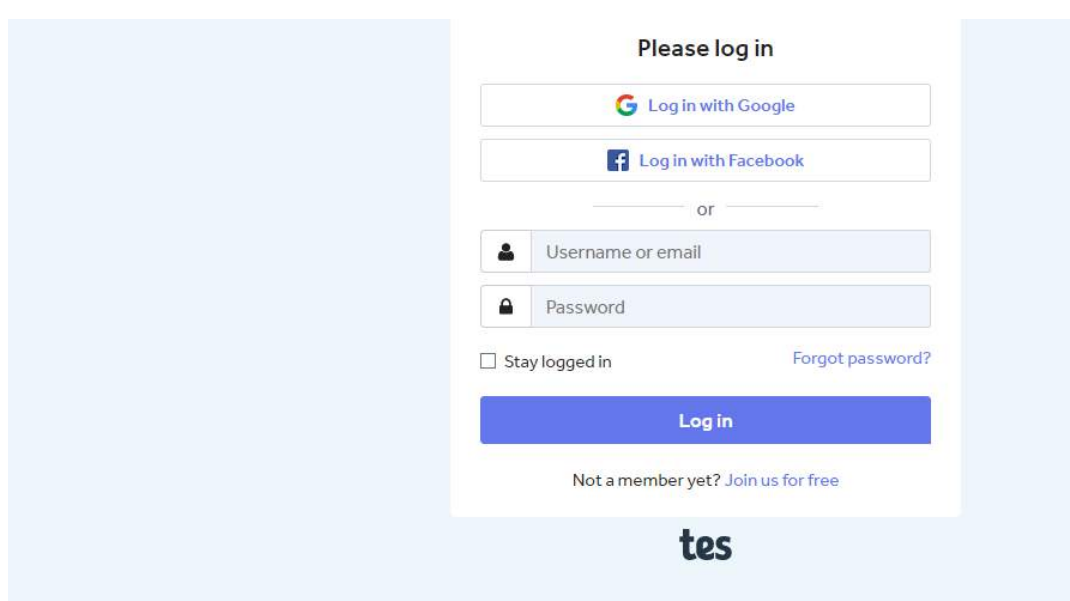 Please log in
Log in with Google
Log in with Facebook
or
Username or email
Password
Stay logged in
Forgot password?
Log in
Not a member yet? Join us for free
tes